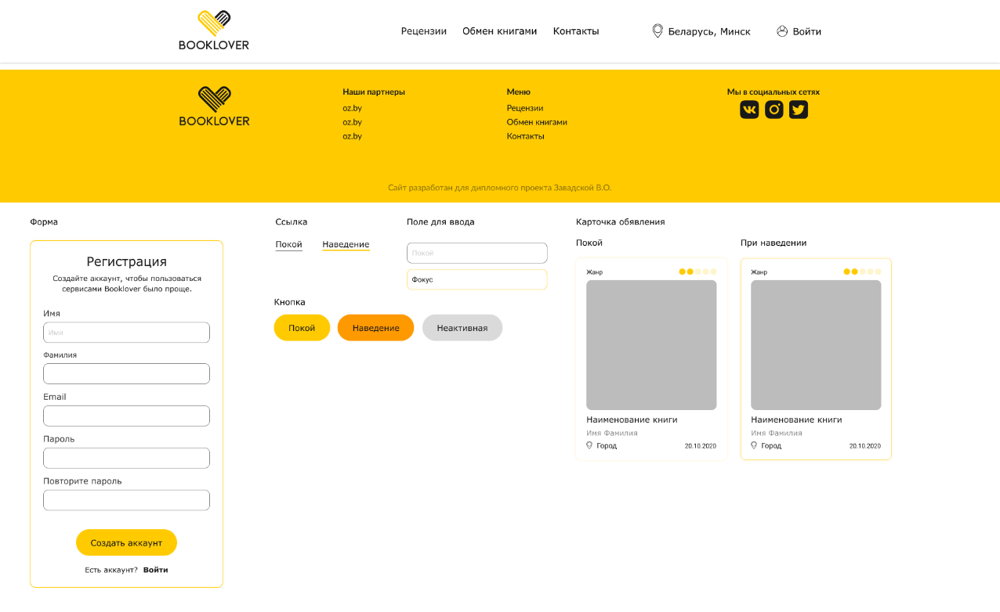 BOOKLOVER
Рецензии Обмен книгами Контакты
Беларусь, Минск
Войти
BOOKLOVER
Наши партнеры
oz.by
oz.by
oz.by
Меню
Рецензии
Обмен книгами
Контакты
Мы в социальных сетях
Сайт разработан для дипломного проекта Завадской В.О.
Форма
Регистрация
Создайте аккаунт, чтобы пользоваться
сервисами Booklover было проще.
Имя
Имя
Фамилия
Email
Пароль
Повторите пароль
Создать аккаунт
Есть аккаунт? Войти
Ссылка
Покой Наведение
Поле для ввода
Покой
Фокус
Кнопка
Покой
Наведение
Неактивная
Карточка обявления
Покой
Жанр
Наименование книги
Имя Фамилия
Город 20.10.2020
При наведении
Жанр
Наименование книги
Имя Фамилия
Город 20.10.2020